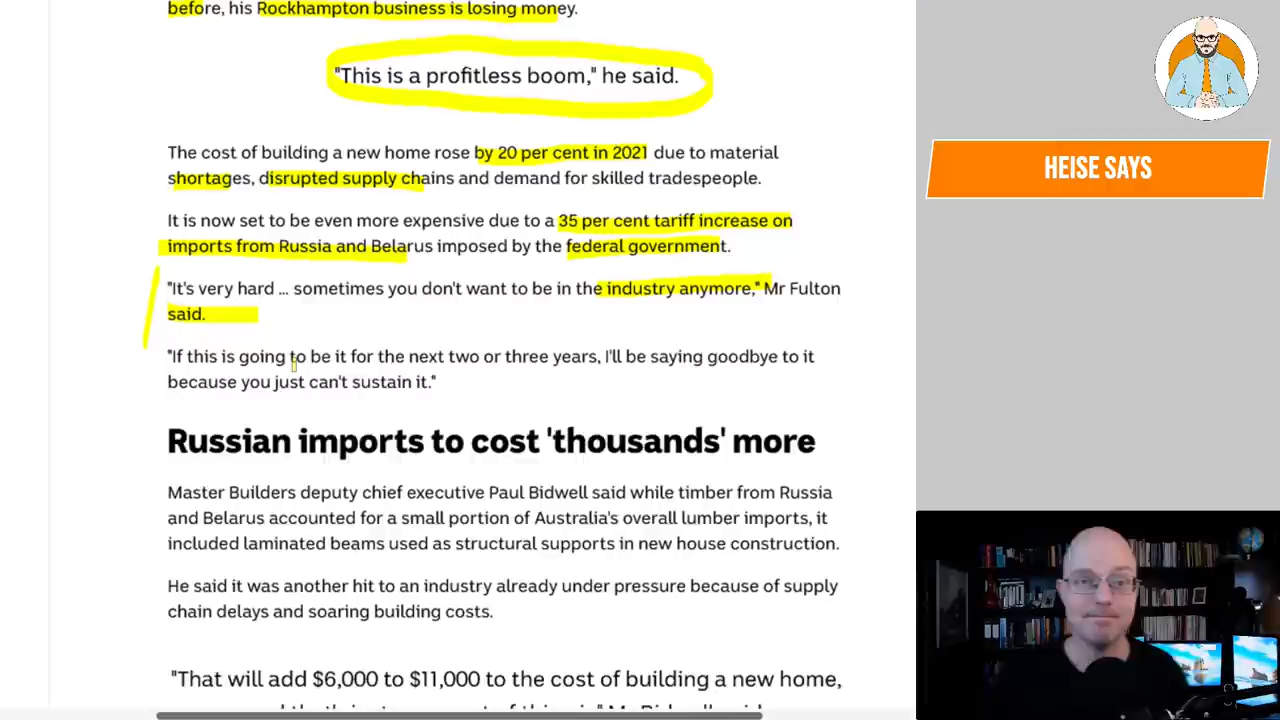 before, his Rockhampton business is losing money.
"This is a profitless boom," he said.
The cost of building a new home rose by 20 per cent in 2021 due to material
shortages, disrupted supply chains and demand for skilled tradespeople.
It is now set to be even more expensive due to a 35 per cent tariff increase on
imports from Russia and Belarus imposed by the federal government.
"It's very hard ... sometimes you don't want to be in the industry anymore," Mr Fulton
said.
"If this is going to be it for the next two or three years, I'll be saying goodbye to it
because you just can't sustain it."
Russian imports to cost 'thousands' more
Master Builders deputy chief executive Paul Bidwell said while timber from Russia
and Belarus accounted for a small portion of Australia's overall lumber imports, it
included laminated beams used as structural supports in new house construction.
He said it was another hit to an industry already under pressure because of supply
chain delays and soaring building costs.
"That will add $6,000 to $11,000 to the cost of building a new home,
HEISE SAYS